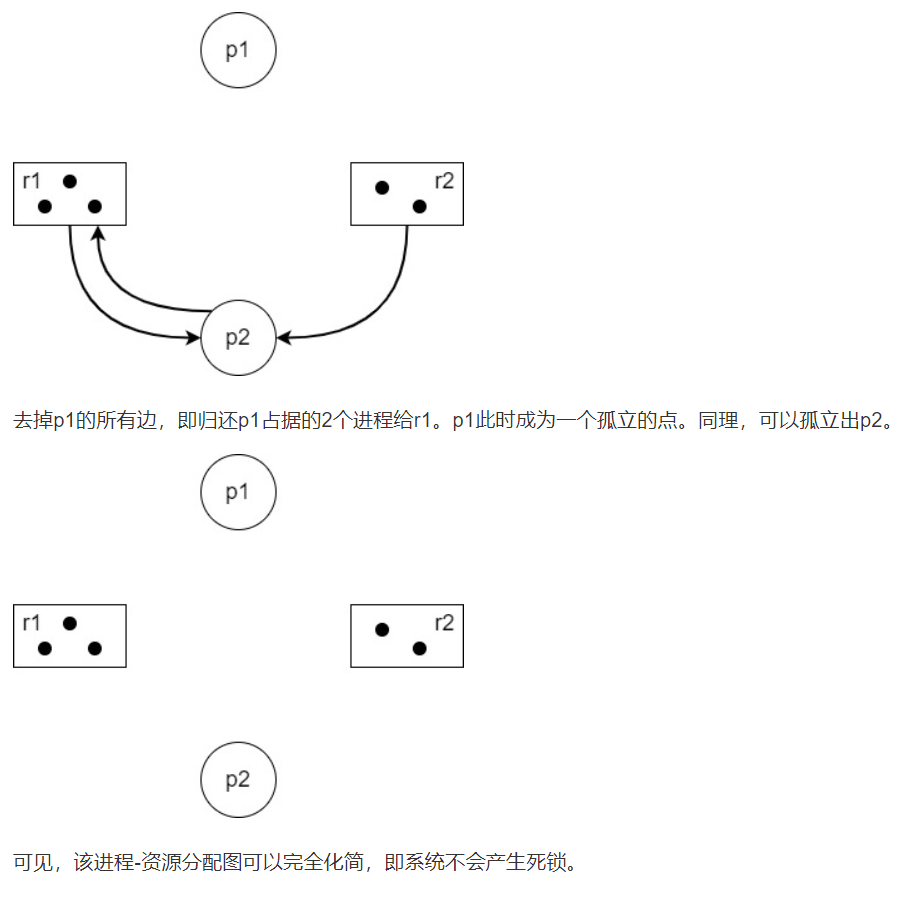 p1
r1
r2
p2
去掉p1的所有边，即归还p1占据的2个进程给r1。p1此时成为一个孤立的点。同理，可以孤立出p2。
p1
r1
r2
p2
可见，该进程-资源分配图可以完全化简，即系统不会产生死锁。